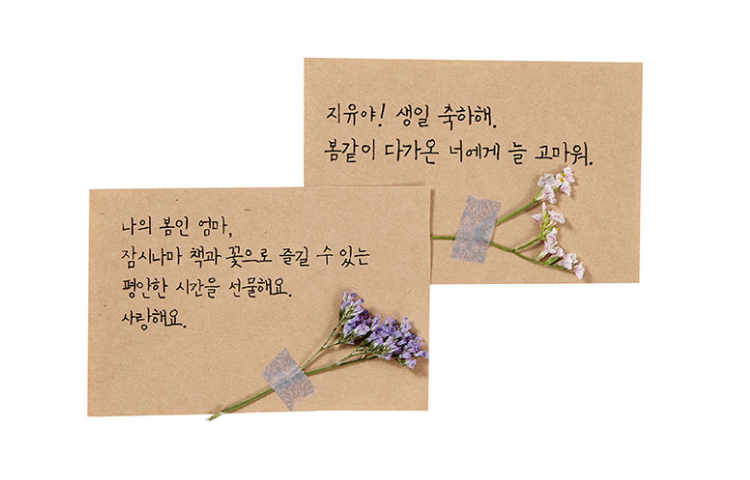 지유야! 생일 축하해.
봄같이 다가온 너에게 늘 고마워.
나의 봄인 엄마,
잠시나마 책과 꽃으로 즐길 수 있는
평안한 시간을 선물해요.
사랑해요.